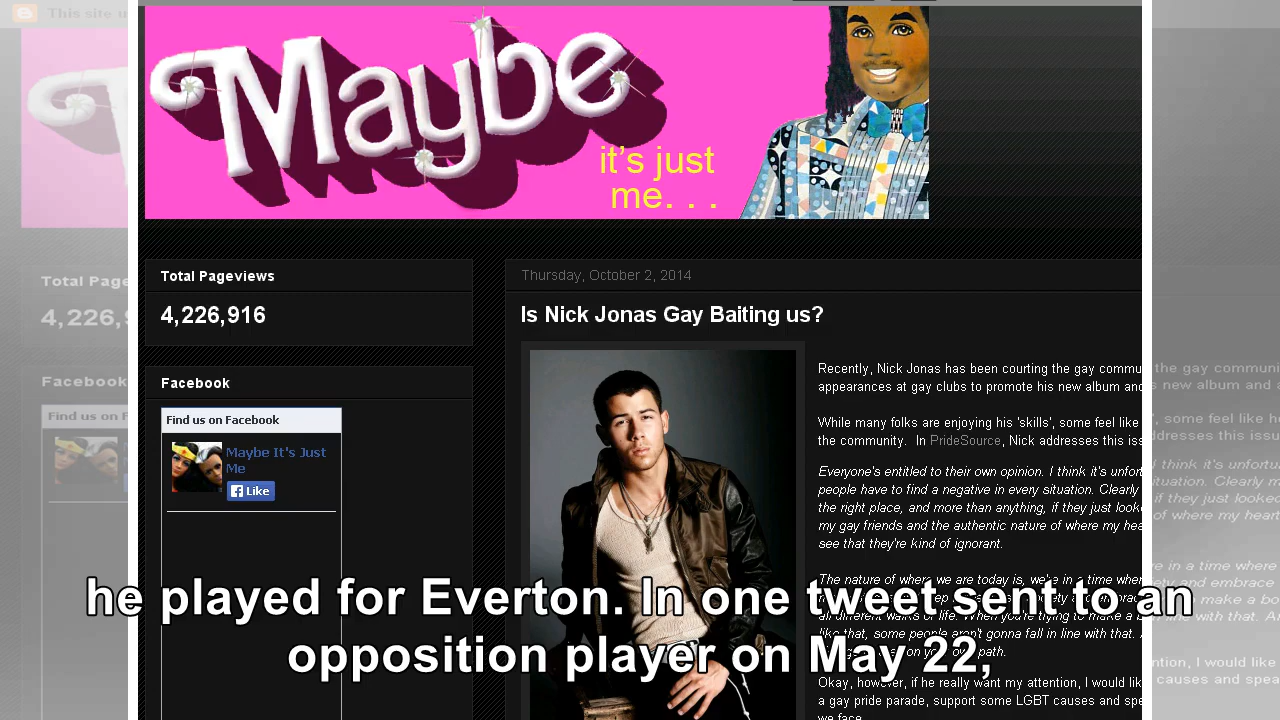 This site u
Maybe
it's just
me. . .
Total Pageviews
4,226,916
Facebook
Find us on Facebook
Maybe It's Just
Me
Like
Thursday, October 2, 2014
Is Nick Jonas Gay Baiting us?
Recently, Nick Jonas has been courting the gay commu
appearances at gay clubs to promote his new album and
While many folks are enjoying his 'skills', some feel like
the community. In PrideSource, Nick addresses this iss
Everyone's entitled to their own opinion. I think it's unfort
people have to find a negative in every situation. Clearly
the right place, and more than anything, if they just look
my gay friends and the authentic nature of where my hea
see that they're kind of ignorant.
The nature of where we are today is, we're in a time wher
all different walks of life. When you're trying to make a
like that, some people aren't gonna fall in line with that.
Okay, however, if he really want my attention, I would lik
a gay pride parade, support some LGBT causes and spe
we face.
he played for Everton. In one tweet sent to an
opposition player on May 22,